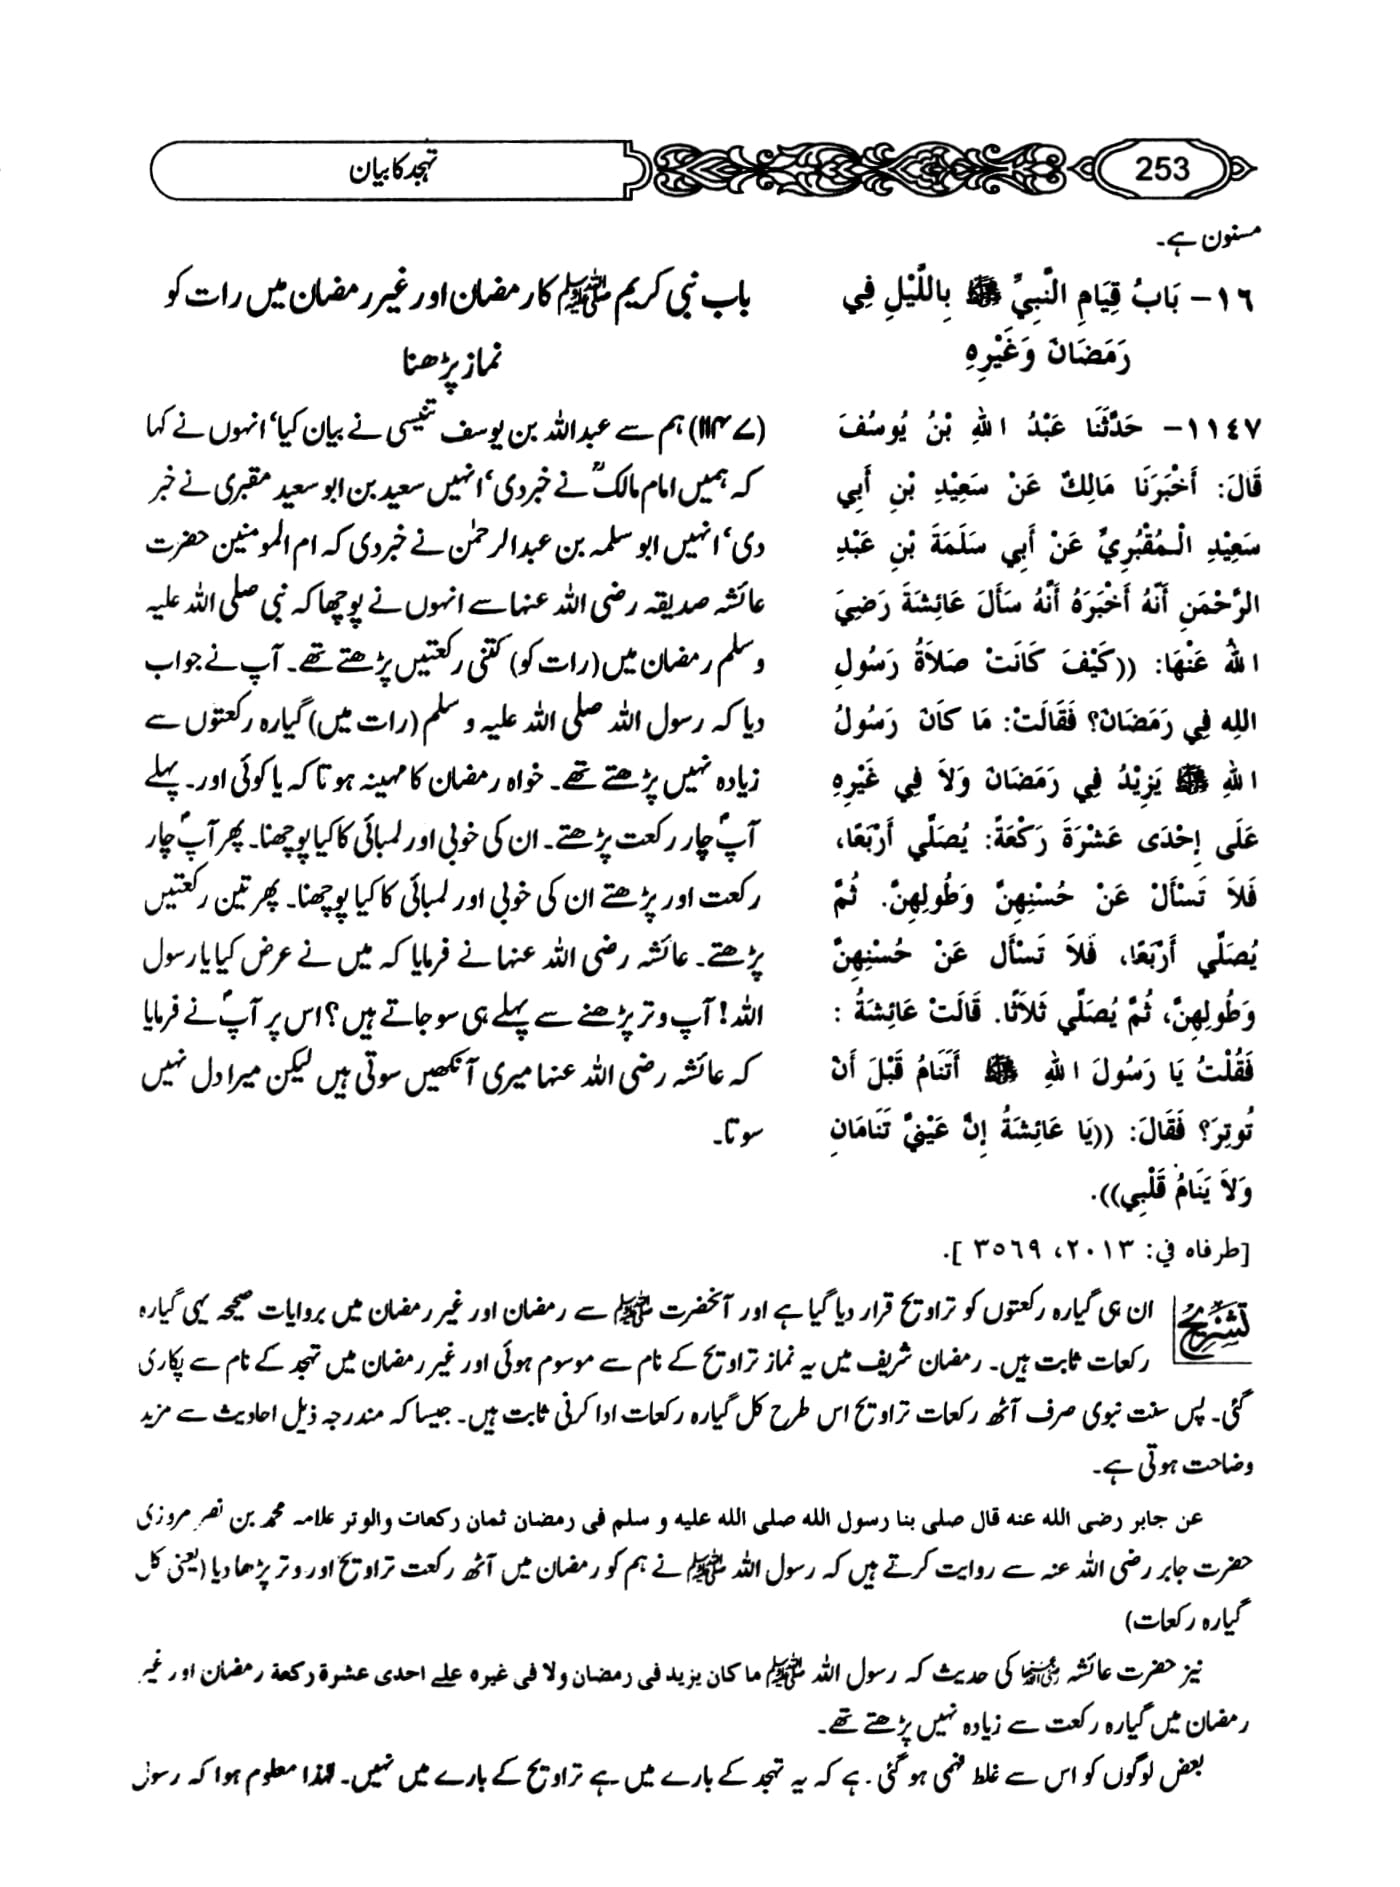 253
تہجد کا بیان
مسنون ہے۔
١٦- بَابُ قِيَامِ النَّبِيِّ ﷺ بِاللَّيْلِ فِي
رَمَضَانَ وَغَيْرِهِ
١١٤٧- حَدَّثَنَا عَبْدُ اللهِ بْنُ يُوسُفَ
قَالَ: أَخْبَرَنَا مَالِكٌ عَنْ سَعِيْدِ بْنِ أَبِي
سَعِيْدِ الْـمُقْبُرِيِّ عَنْ أَبِي سَلَمَةَ بْنِ عَبْدِ
الرَّحْمَنِ أَنَّهُ أَخْبَرَهُ أَنَّهُ سَأَلَ عَائِشَةَ رَضِيَ
اللهُ عَنْهَا: ((كَيْفَ كَانَتْ صَلاَةُ رَسُولِ
اللهِ فِي رَمَضَانَ؟ فَقَالَتْ: مَا كَانَ رَسُولُ
اللهِ ﷺ يَزِيْدُ فِي رَمَضَانَ وَلاَ فِي غَيْرِهِ
عَلَى إِحْدَى عَشْرَةَ رَكْعَةً: يُصَلِّي أَرْبَعًا،
فَلاَ تَسْأَلْ عَنْ حُسْنِهِنَّ وَطُولِهِنَّ. ثُمَّ
يُصَلِّي أَرْبَعًا، فَلاَ تَسْأَل عَنْ حُسْنِهِنَّ
وَطُولِهِنَّ، ثُمَّ يُصَلِّي ثَلاَثًا. قَالَتْ عَائِشَةُ :
فَقُلْتُ يَا رَسُولَ اللهِ ﷺ أَتَنَامُ قَبْلَ أَنْ
تُوتِرَ؟ فَقَالَ: ((يَا عَائِشَةُ إِنَّ عَيْنَيَّ تَنَامَانِ
وَلاَ يَنَامُ قَلْبِي)).
[طرفاه في: ٢٠١٣، ٣٥٦٩].
باب نبی کریم ﷺ کا رمضان اور غیر رمضان میں رات کو
نماز پڑھنا
(۱۱۴۷) ہم سے عبداللہ بن یوسف تنیسی نے بیان کیا‘ انہوں نے کہا
کہ ہمیں امام مالکؒ نے خبر دی‘ انہیں سعید بن ابو سعید مقبری نے خبر
دی‘ انہیں ابو سلمہ بن عبدالرحمٰن نے خبر دی کہ ام المومنین حضرت
عائشہ صدیقہ رضی اللہ عنہا سے انہوں نے پوچھا کہ نبی صلی اللہ علیہ
و سلم رمضان میں (رات کو) کتنی رکعتیں پڑھتے تھے۔ آپ نے جواب
دیا کہ رسول اللہ صلی اللہ علیہ و سلم (رات میں) گیارہ رکعتوں سے
زیادہ نہیں پڑھتے تھے۔ خواہ رمضان کا مہینہ ہوتا کہ یا کوئی اور۔ پہلے
آپؐ چار رکعت پڑھتے۔ ان کی خوبی اور لمبائی کا کیا پوچھنا۔ پھر آپؐ چار
رکعت اور پڑھتے ان کی خوبی اور لمبائی کا کیا پوچھنا۔ پھر تین رکعتیں
پڑھتے۔ عائشہ رضی اللہ عنہا نے فرمایا کہ میں نے عرض کیا یا رسول
اللہ! آپ وتر پڑھنے سے پہلے ہی سو جاتے ہیں؟ اس پر آپؐ نے فرمایا
کہ عائشہ رضی اللہ عنہا میری آنکھیں سوتی ہیں لیکن میرا دل نہیں
سوتا۔
تشریح
ان ہی گیارہ رکعتوں کو تراویح قرار دیا گیا ہے اور آنحضرت ﷺ سے رمضان اور غیر رمضان میں بروایات صحیحہ یہی گیارہ
رکعات ثابت ہیں۔ رمضان شریف میں یہ نماز تراویح کے نام سے موسوم ہوئی اور غیر رمضان میں تہجد کے نام سے پکاری
گئی۔ پس سنت نبوی صرف آٹھ رکعات تراویح اس طرح کل گیارہ رکعات ادا کرنی ثابت ہیں۔ جیسا کہ مندرجہ ذیل احادیث سے مزید
وضاحت ہوتی ہے۔
عن جابر رضی الله عنه قال صلی بنا رسول الله صلی الله علیه و سلم فی رمضان ثمان رکعات والوتر علامہ محمد بن نصر مروزی
حضرت جابر رضی اللہ عنہ سے روایت کرتے ہیں کہ رسول اللہ ﷺ نے ہم کو رمضان میں آٹھ رکعت تراویح اور وتر پڑھا دیا (یعنی کل
گیارہ رکعات)
نیز حضرت عائشہ رضی اللہ عنہا کی حدیث کہ رسول اللہ ﷺ ما کان یزید فی رمضان ولا فی غیرہ علے احدی عشرة رکعة رمضان اور غیر
رمضان میں گیارہ رکعت سے زیادہ نہیں پڑھتے تھے۔
بعض لوگوں کو اس سے غلط فہمی ہو گئی ۔ ہے کہ یہ تہجد کے بارے میں ہے تراویح کے بارے میں نہیں۔ لہذا معلوم ہوا کہ رسول